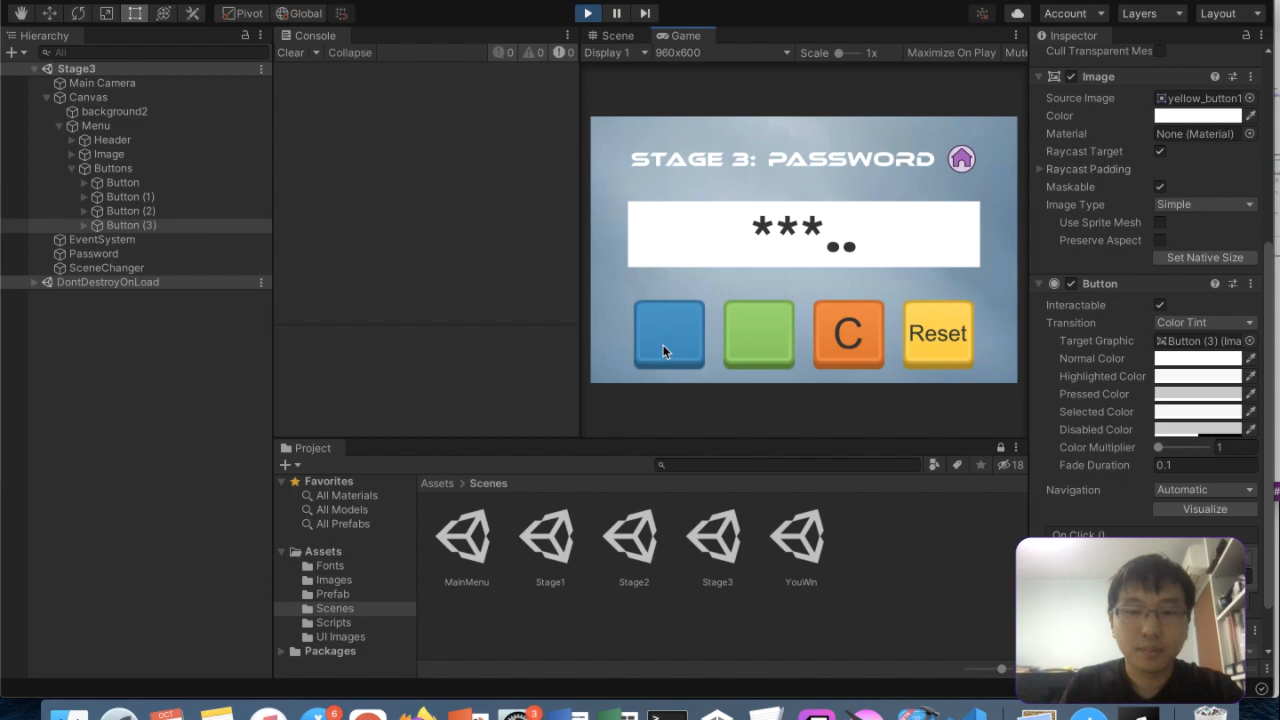 Pivot Global Account Layers Layout
Hierarchy
All
Stage3
Main Camera
Canvas
background2
Menu
Header
Image
Buttons
Button
Button (1)
Button (2)
Button (3)
EventSystem
Password
SceneChanger
DontDestroyOnLoad
Console
Clear Collapse 0 0 0
Scene Game
Display 1 960x600 Scale 1x Maximize On Play Mut
STAGE 3: PASSWORD
***..
C Reset
Project
18
Favorites
All Materials
All Models
All Prefabs
Assets
Fonts
Images
Prefab
Scenes
Scripts
UI Images
Packages
Assets > Scenes
MainMenu Stage1 Stage2 Stage3 YouWin
Inspector
Cull Transparent Mes
Image
Source Image yellow_button1
Color
Material None (Material)
Raycast Target
Raycast Padding
Maskable
Image Type Simple
Use Sprite Mesh
Preserve Aspect
Set Native Size
Button
Interactable
Transition Color Tint
Target Graphic Button (3) (Ima
Normal Color
Highlighted Color
Pressed Color
Selected Color
Disabled Color
Color Multiplier 1
Fade Duration 0.1
Navigation Automatic
Visualize
On Click ()
OCT 6 3